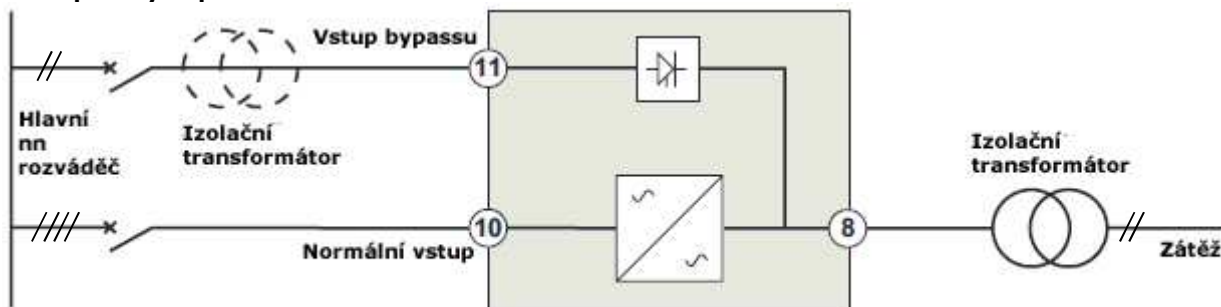 Vstup bypassu
11
Hlavní
nn
rozváděč
Izolační
transformátor
Izolační
transformátor
10
Normální vstup
8
Zátěž